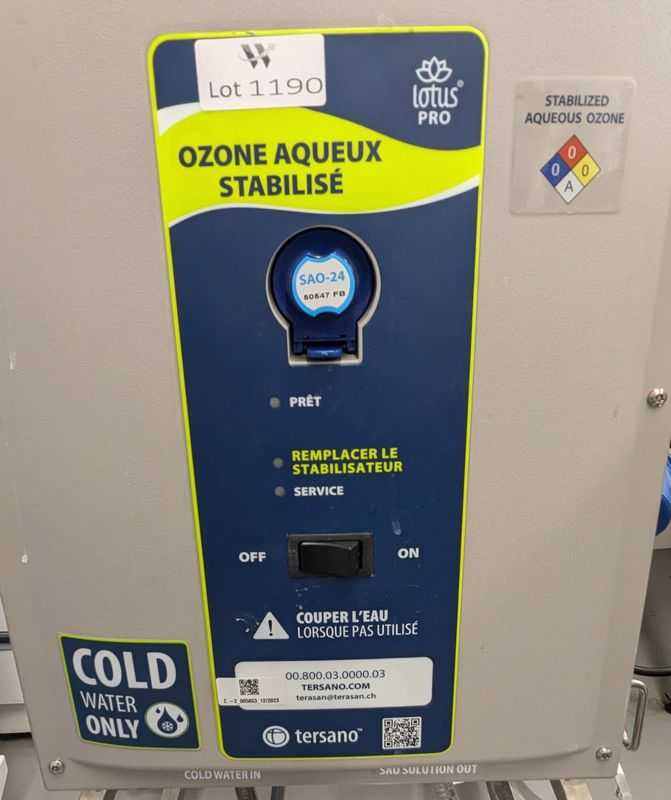 Lot 1190
lotus®
PRO
OZONE AQUEUX
STABILISÉ
STABILIZED
AQUEOUS OZONE
0
0
0
A
SAO-24
80847 FB
PRÊT
REMPLACER LE
STABILISATEUR
SERVICE
OFF
ON
COUPER L'EAU
LORSQUE PAS UTILISÉ
COLD
WATER
ONLY
00.800.03.0000.03
TERSANO.COM
terasan@terasan.ch
tersano™
COLD WATER IN
SAO SOLUTION OUT